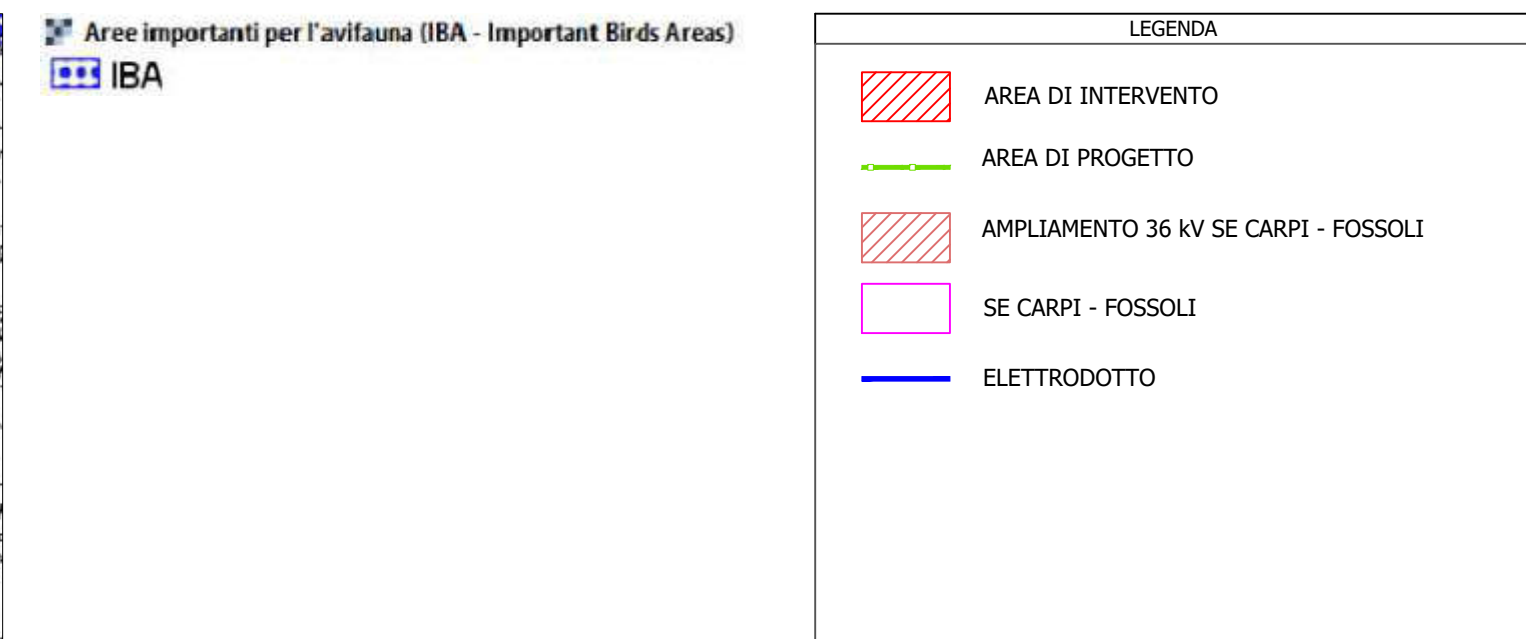 Aree importanti per l'avifauna (IBA - Important Birds Areas)
IBA
LEGENDA
AREA DI INTERVENTO
AREA DI PROGETTO
AMPLIAMENTO 36 kV SE CARPI - FOSSOLI
SE CARPI - FOSSOLI
ELETTRODOTTO